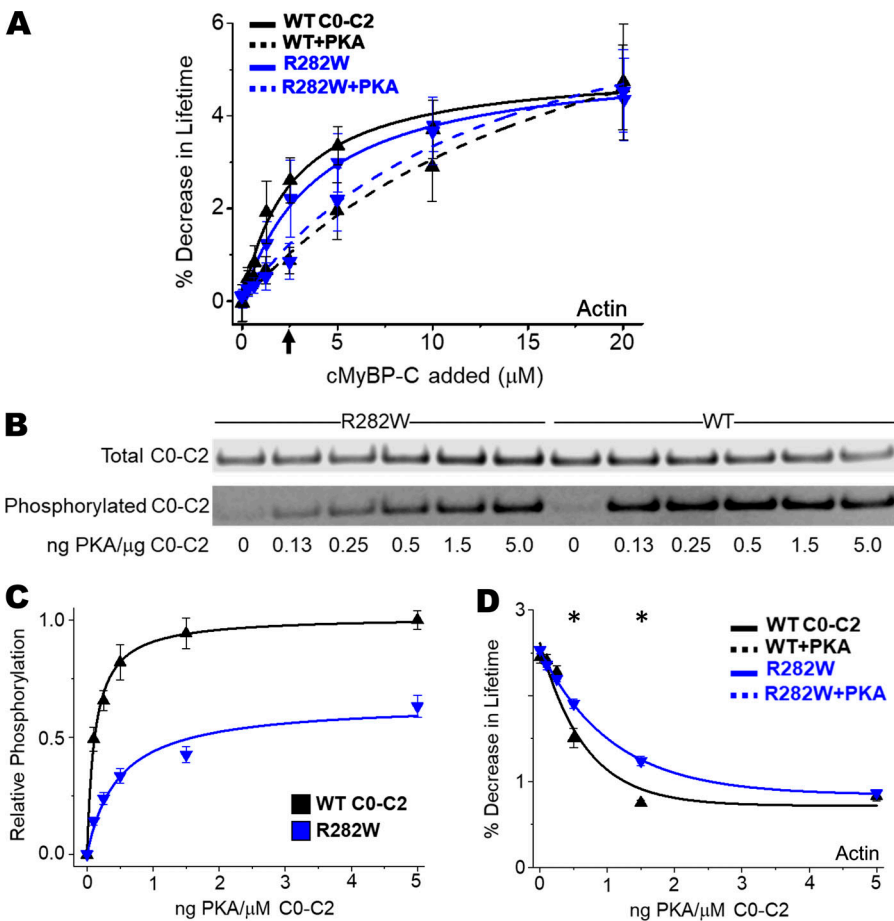 A
WT C0-C2
WT+PKA
R282W
R282W+PKA
% Decrease in Lifetime
6
4
2
0
Actin
0 5 10 15 20
cMyBP-C added (μM)
B
R282W WT
Total C0-C2
Phosphorylated C0-C2
ng PKA/μg C0-C2 0 0.13 0.25 0.5 1.5 5.0 0 0.13 0.25 0.5 1.5 5.0
C
Relative Phosphorylation
1.0
0.5
0.0
WT C0-C2
R282W
0 1 2 3 4 5
ng PKA/μM C0-C2
D
% Decrease in Lifetime
3
2
1
0
* *
WT C0-C2
WT+PKA
R282W
R282W+PKA
Actin
0 1 2 3 4 5
ng PKA/μM C0-C2